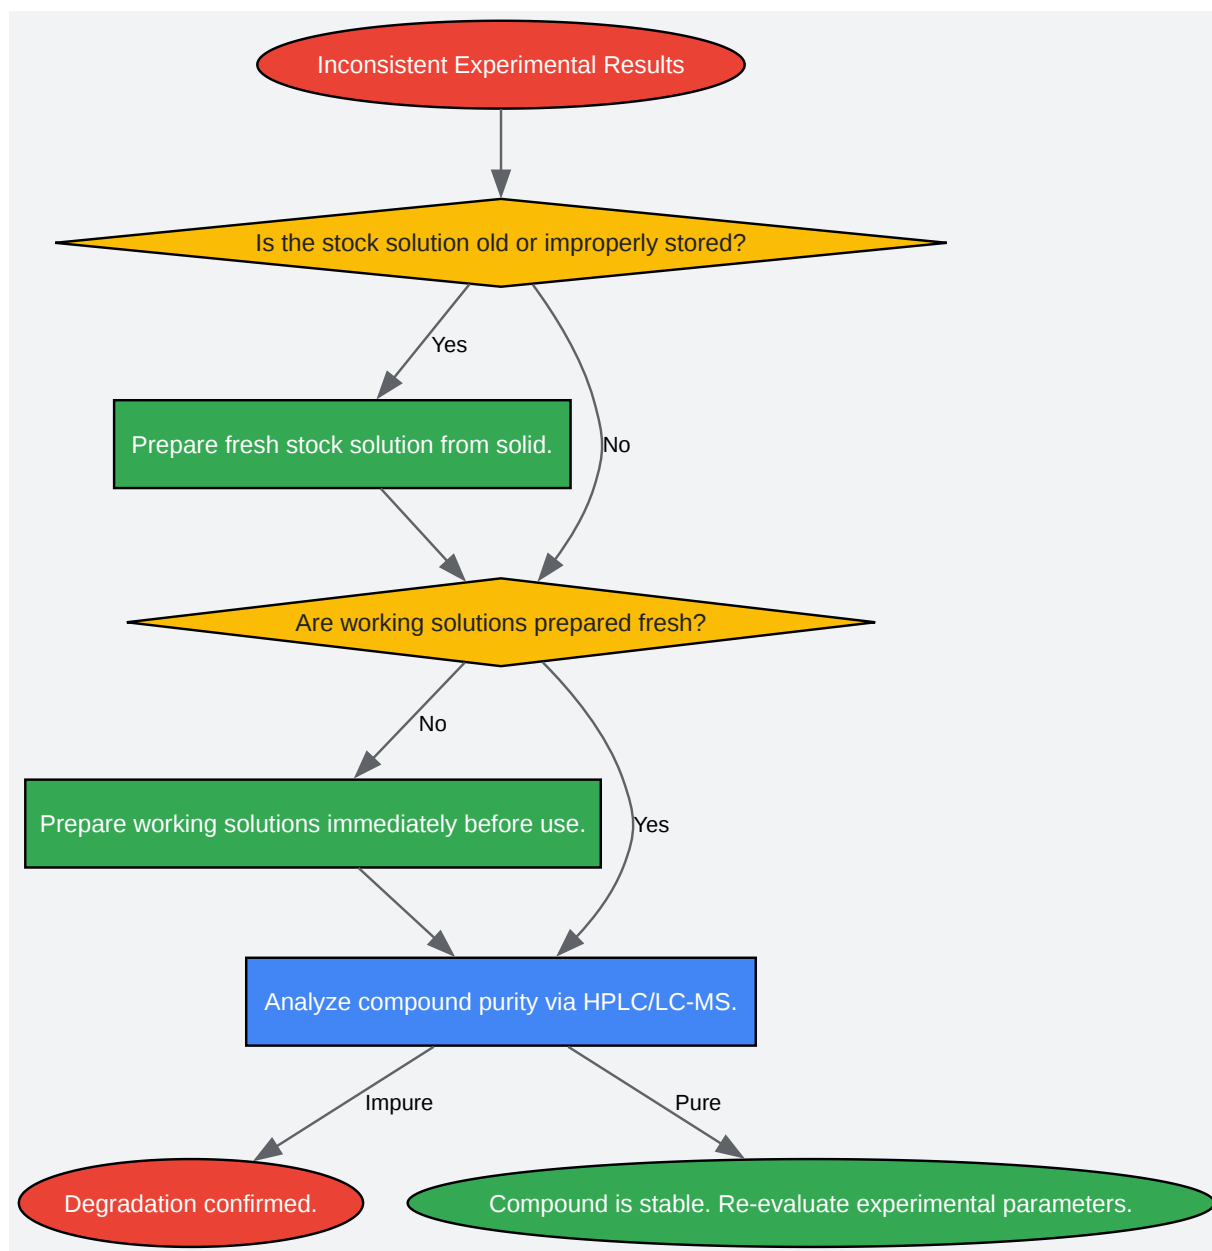 Inconsistent Experimental Results
Is the stock solution old or improperly stored?
Yes
Prepare fresh stock solution from solid.
No
Are working solutions prepared fresh?
No
Prepare working solutions immediately before use.
Yes
Analyze compound purity via HPLC/LC-MS.
Impure
Pure
Degradation confirmed.
Compound is stable. Re-evaluate experimental parameters.